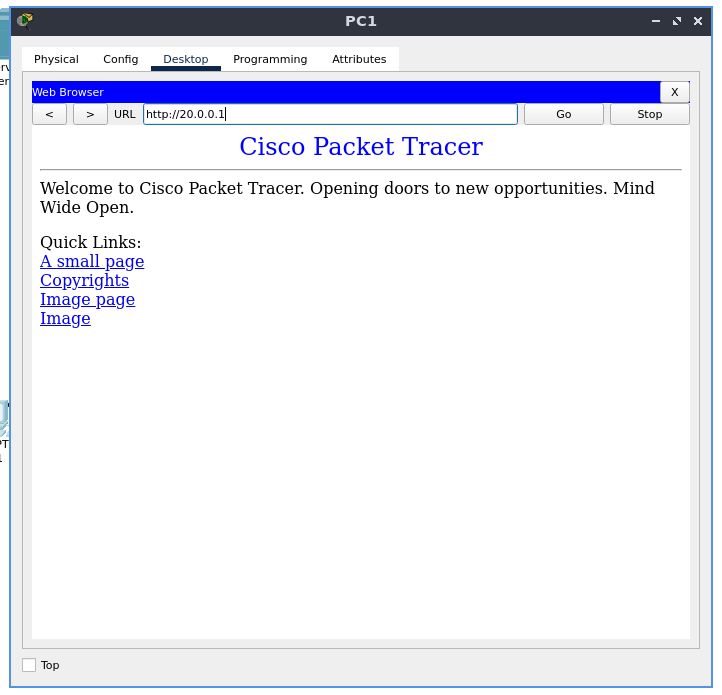 PC1
Physical Config Desktop Programming Attributes
Web Browser X
< > URL http://20.0.0.1 Go Stop
Cisco Packet Tracer
Welcome to Cisco Packet Tracer. Opening doors to new opportunities. Mind
Wide Open.
Quick Links:
A small page
Copyrights
Image page
Image
Top